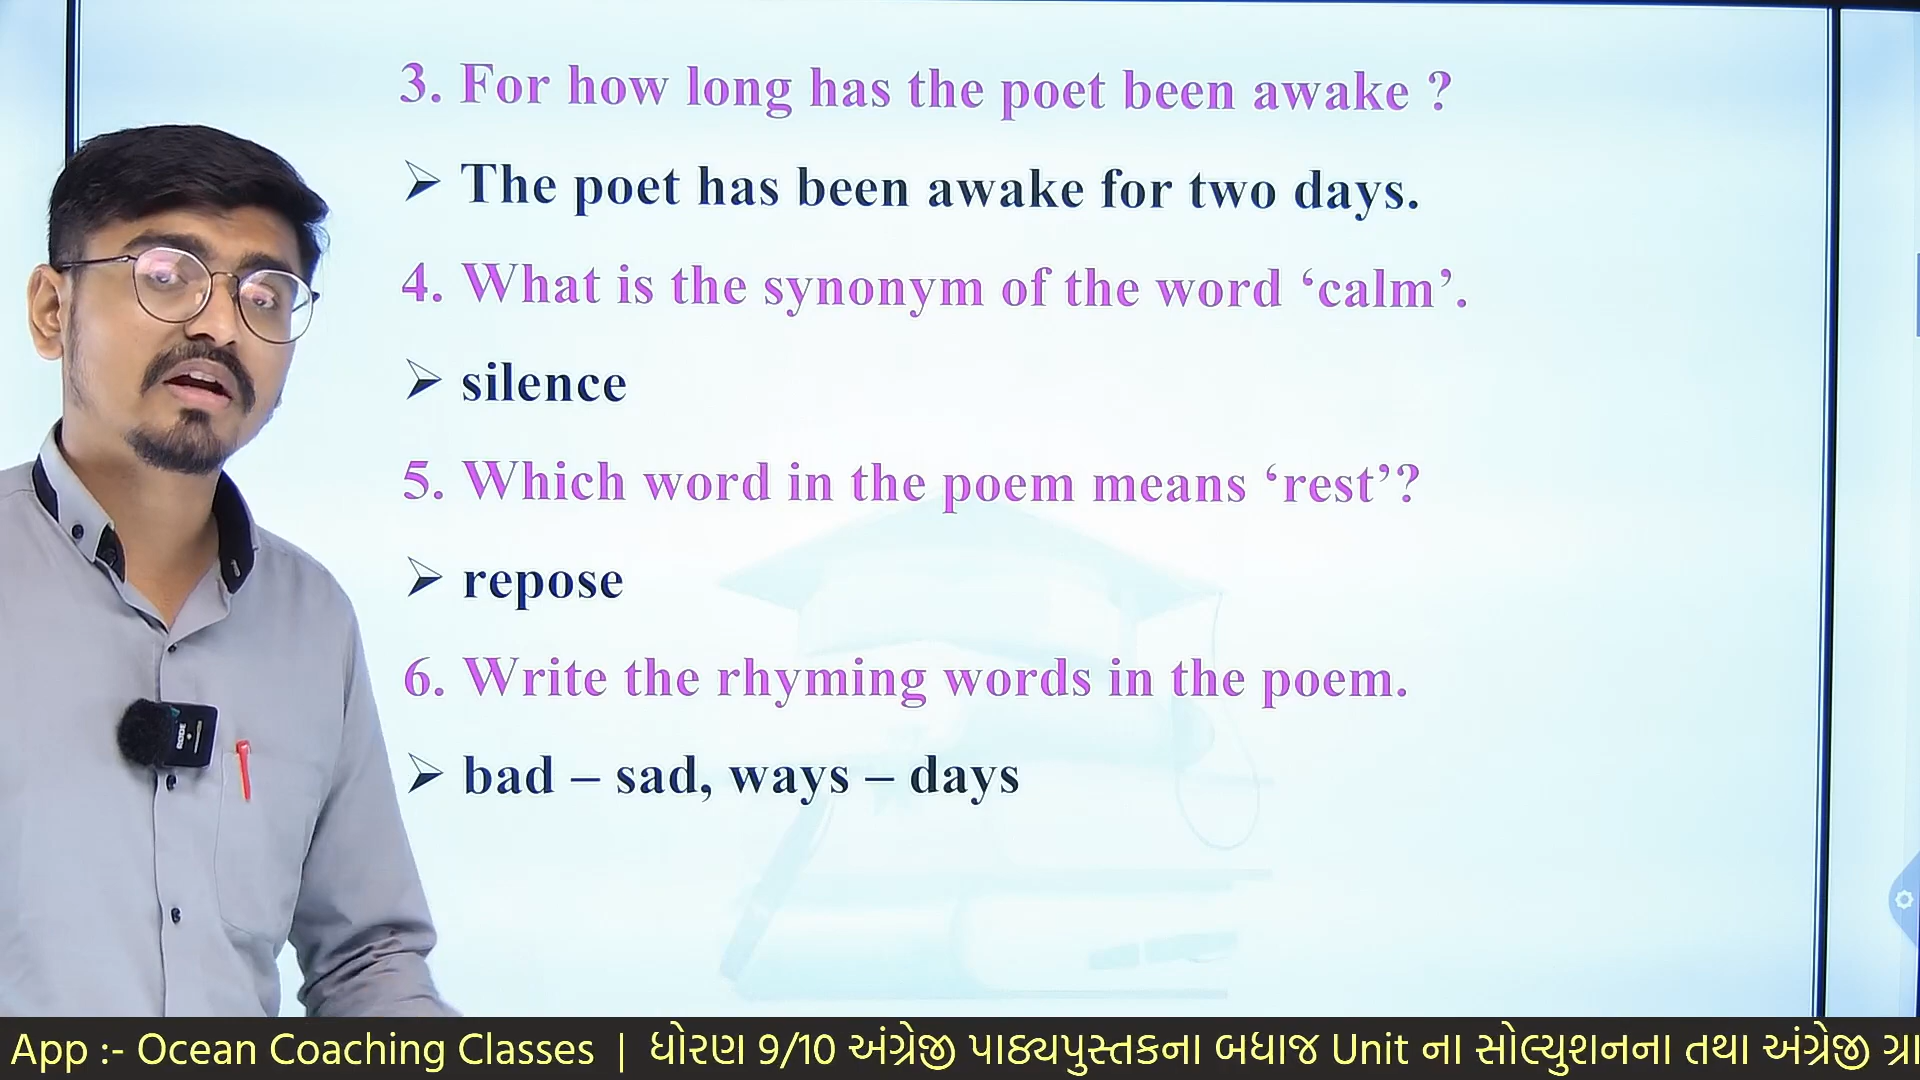 3. For how long has the poet been awake ?
➢ The poet has been awake for two days.
4. What is the synonym of the word ‘calm’.
➢ silence
5. Which word in the poem means ‘rest’?
➢ repose
6. Write the rhyming words in the poem.
➢ bad – sad, ways – days
RODE
App :- Ocean Coaching Classes | ધોરણ 9/10 અંગ્રેજી પાઠ્યપુસ્તકના બધાજ Unit ના સોલ્યુશનના તથા અંગ્રેજી